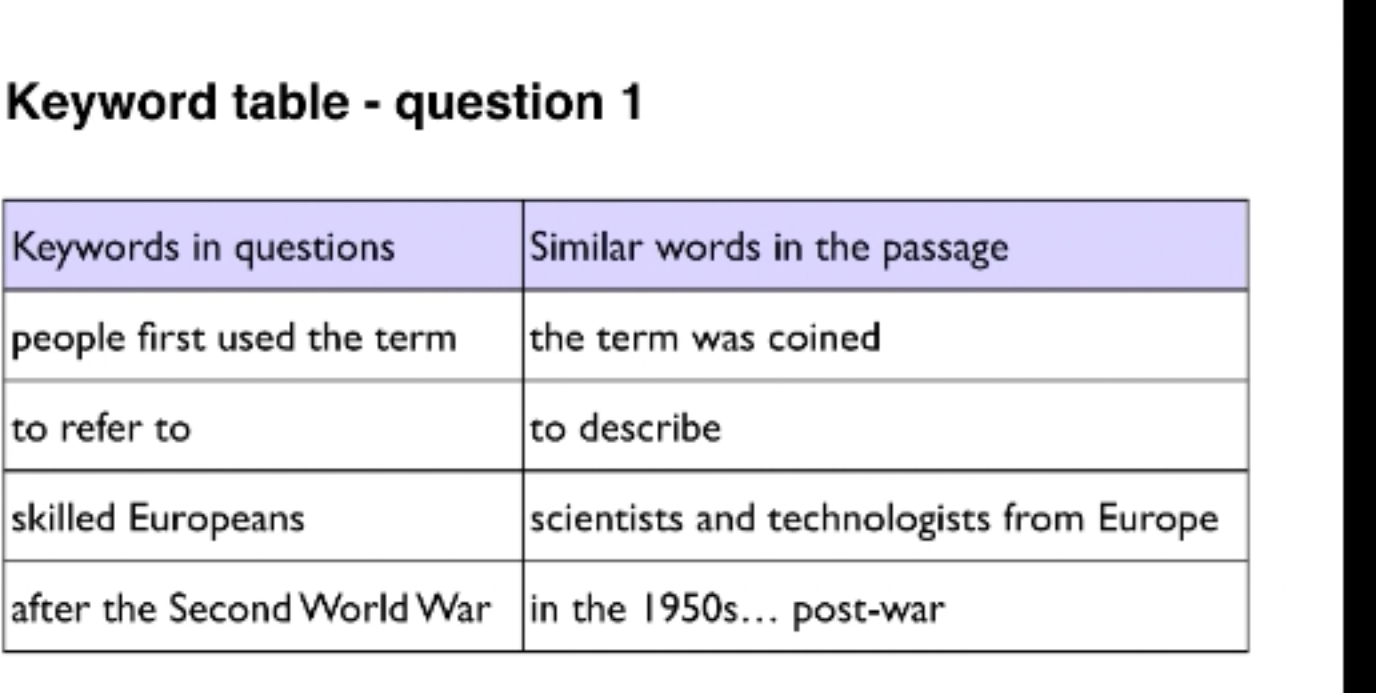 Keyword table - question 1
Keywords in questions Similar words in the passage
people first used the term the term was coined
to refer to to describe
skilled Europeans scientists and technologists from Europe
after the Second World War in the 1950s… post-war